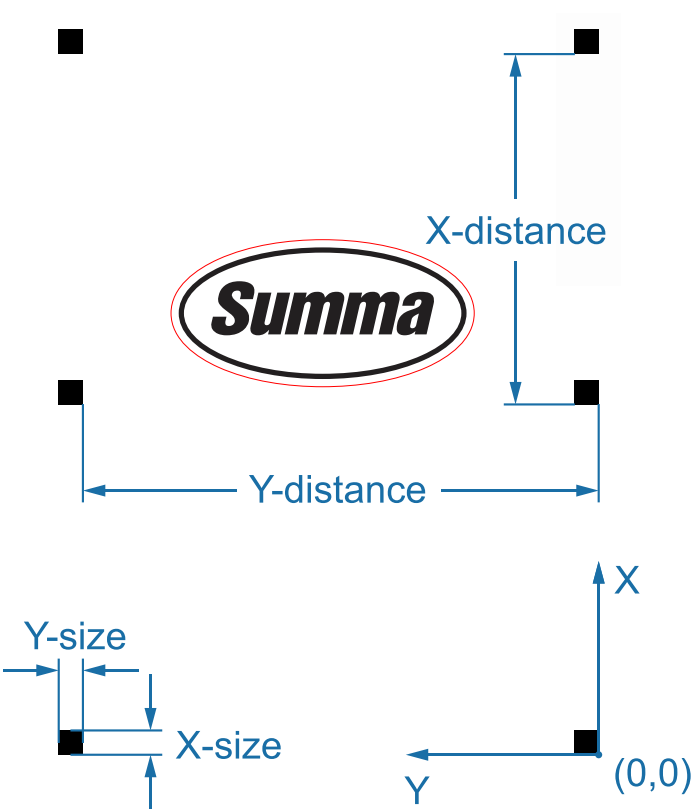 X-distance
Summa
Y-distance
X
Y-size
X-size
Y
(0,0)